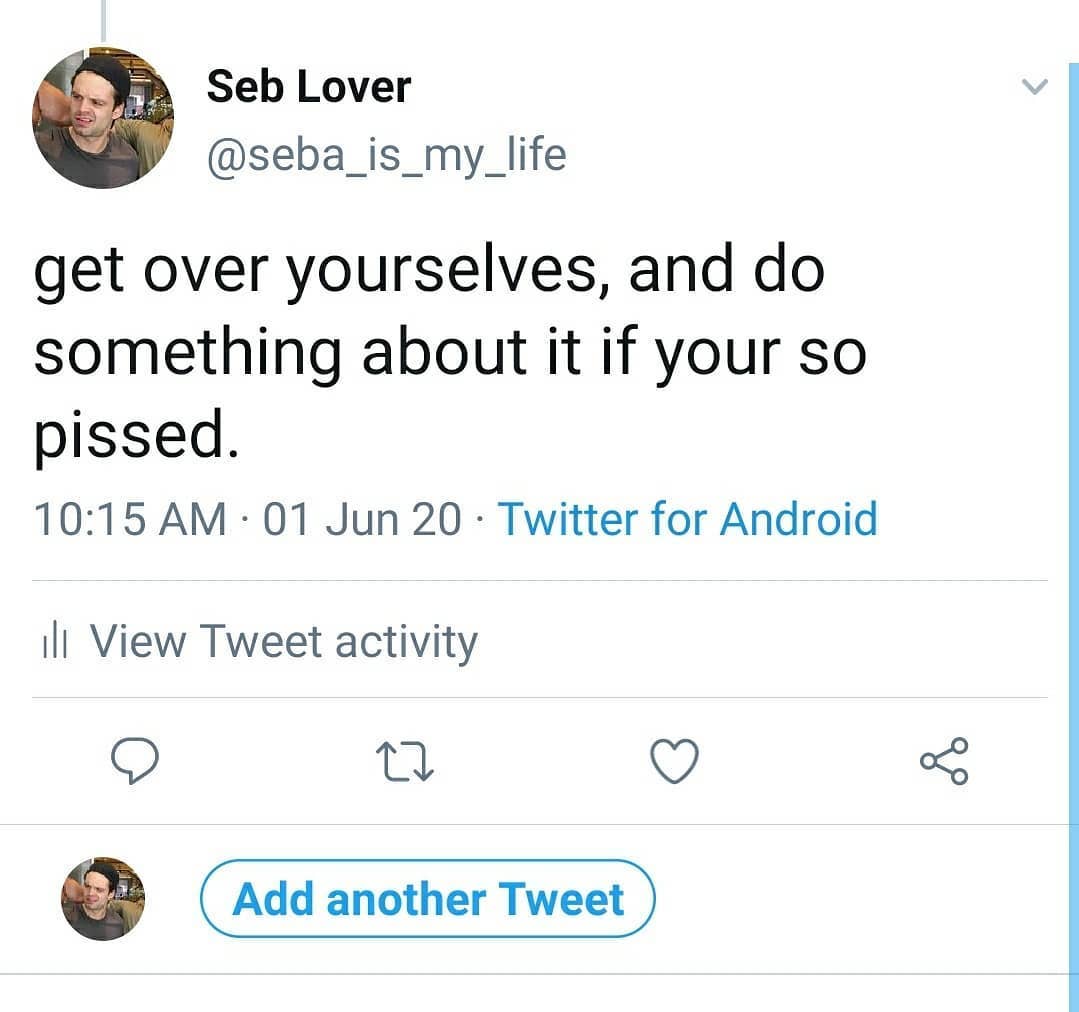 Seb Lover
@seba_is_my_life
get over yourselves, and do
something about it if your so
pissed.
10:15 AM · 01 Jun 20 · Twitter for Android
View Tweet activity
Add another Tweet